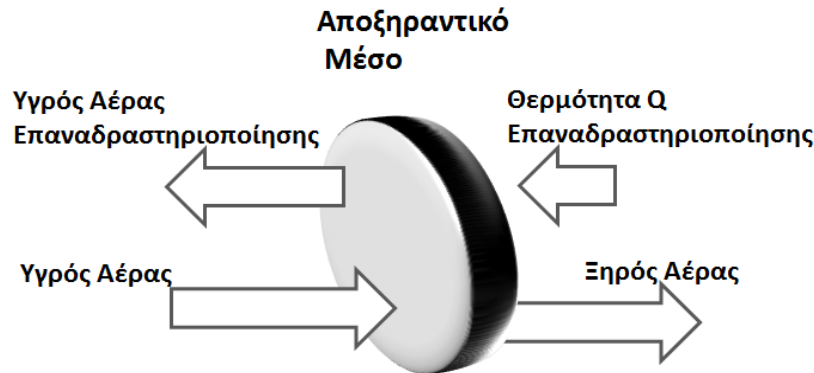 Αποξηραντικό
Μέσο
Υγρός Αέρας
Επαναδραστηριοποίησης
Θερμότητα Q
Επαναδραστηριοποίησης
Υγρός Αέρας
Ξηρός Αέρας